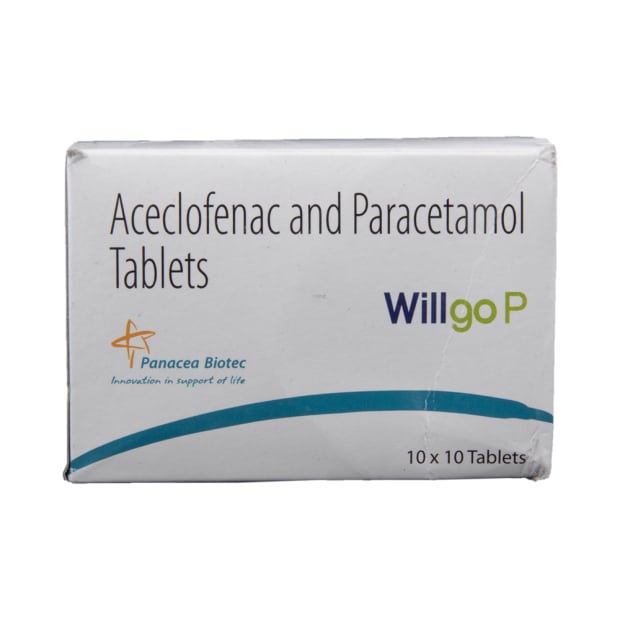 Aceclofenac and Paracetamol
Tablets
Willgo P
Panacea Biotec
Innovation in support of life
10 x 10 Tablets